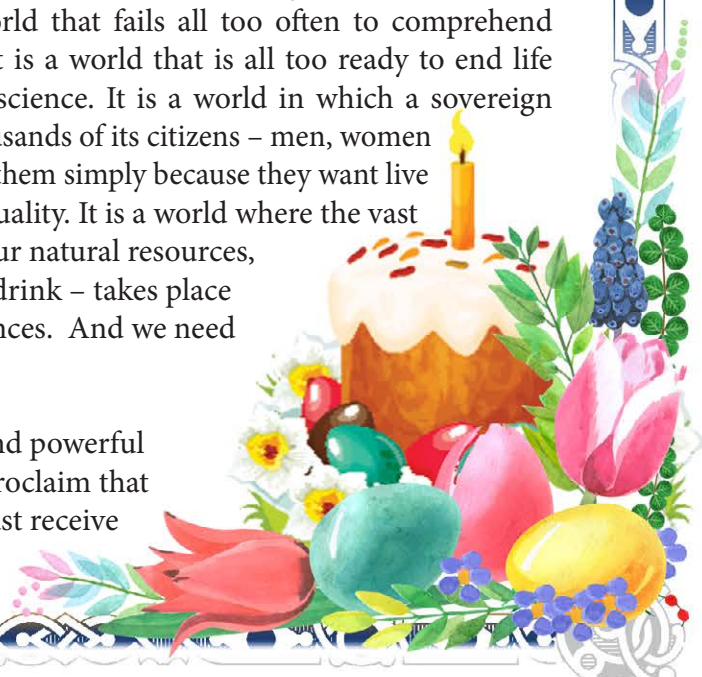 orld that fails all too often to comprehend
t is a world that is all too ready to end life
science. It is a world in which a sovereign
usands of its citizens – men, women
them simply because they want live
uality. It is a world where the vast
ur natural resources,
drink – takes place
nces. And we need
nd powerful
roclaim that
ust receive